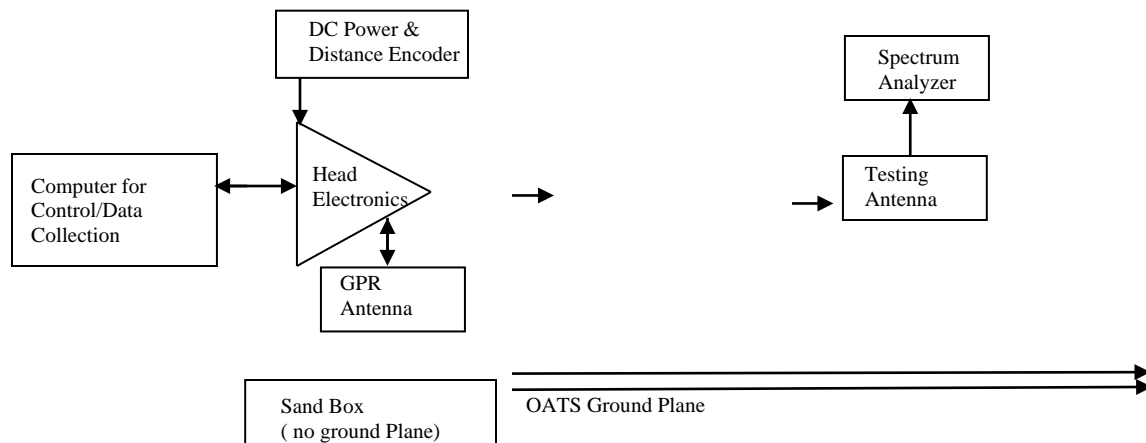 DC Power &
Distance Encoder
Spectrum
Analyzer
Computer for
Control/Data
Collection
Head
Electronics
Testing
Antenna
GPR
Antenna
Sand Box
( no ground Plane)
OATS Ground Plane